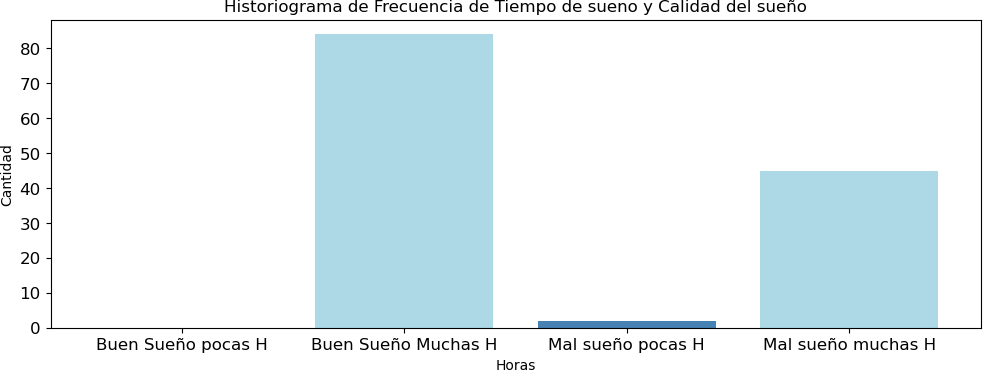 Historiograma de Frecuencia de Tiempo de sueno y Calidad del sueño
Cantidad
80
70
60
50
40
30
20
10
0
Buen Sueño pocas H
Buen Sueño Muchas H
Mal sueño pocas H
Mal sueño muchas H
Horas